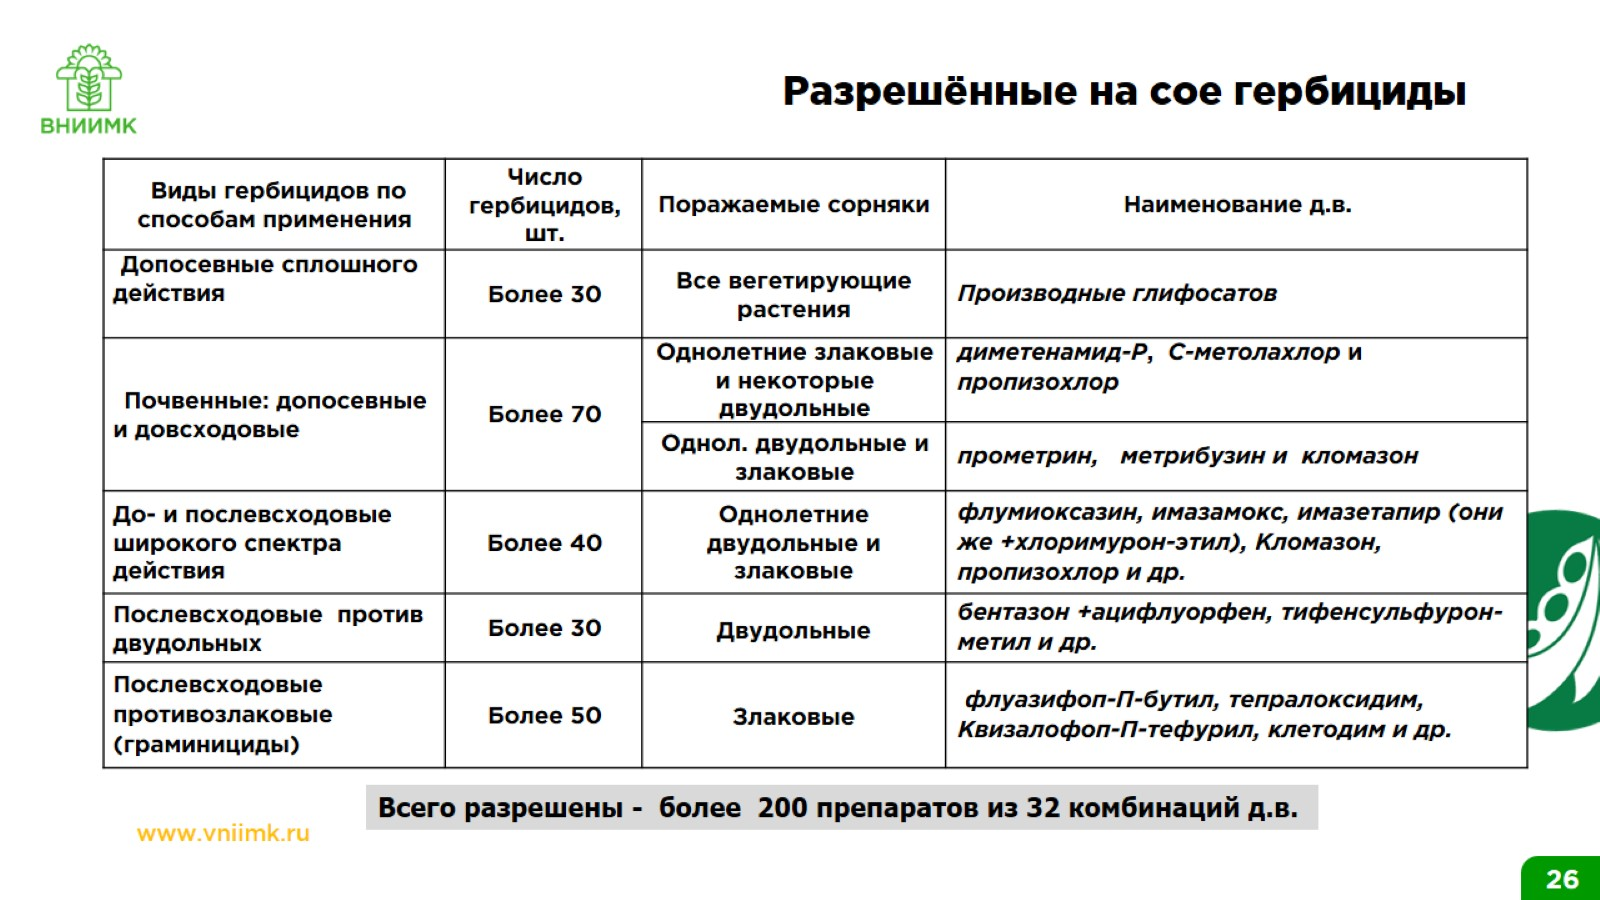 ВНИИМК
Разрешённые на сое гербициды
Виды гербицидов по
способам применения
Число
гербицидов,
шт.
Поражаемые сорняки
Наименование д.в.
Допосевные сплошного
действия
Более 30
Все вегетирующие
растения
Производные глифосатов
Почвенные: допосевные
и довсходовые
Более 70
Однолетние злаковые
и некоторые
двудольные
диметенамид-Р, С-метолахлор и
пропизохлор
Однол. двудольные и
злаковые
прометрин, метрибузин и кломазон
До- и послевсходовые
широкого спектра
действия
Более 40
Однолетние
двудольные и
злаковые
флумиоксазин, имазамокс, имазетапир (они
же +хлоримурон-этил), Кломазон,
пропизохлор и др.
Послевсходовые против
двудольных
Более 30
Двудольные
бентазон +ацифлуорфен, тифенсульфурон-
метил и др.
Послевсходовые
противозлаковые
(граминициды)
Более 50
Злаковые
флуазифоп-П-бутил, тепралоксидим,
Квизалофоп-П-тефурил, клетодим и др.
Всего разрешены - более 200 препаратов из 32 комбинаций д.в.
www.vniimk.ru
26